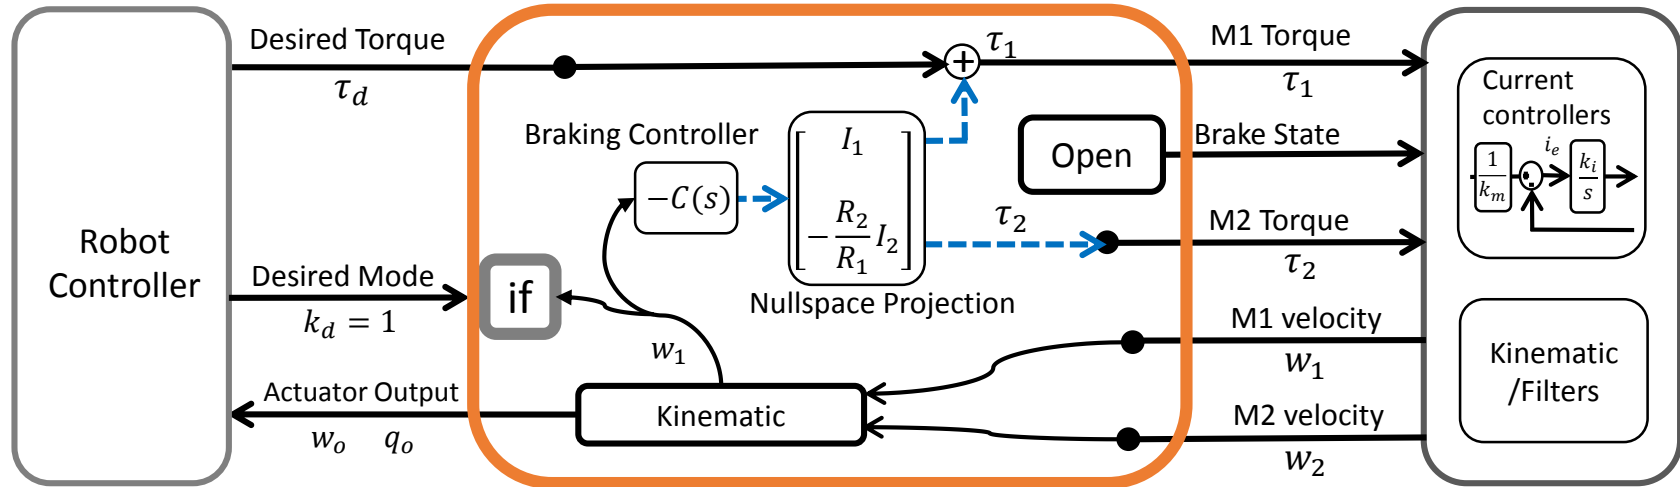 Robot
Controller
Desired Torque
τ_d
Desired Mode
k_d = 1
Actuator Output
w_o q_o
if
Braking Controller
−C(s)
I_1
− R_2/R_1 I_2
Nullspace Projection
+
τ_1
Open
τ_2
w_1
Kinematic
M1 Torque
τ_1
Brake State
M2 Torque
τ_2
M1 velocity
w_1
M2 velocity
w_2
Current
controllers
1/k_m
i_e
k_i/s
Kinematic
/Filters